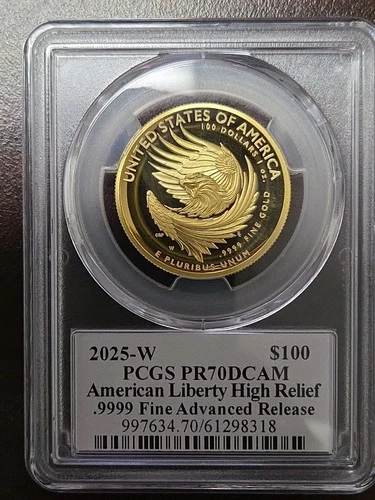 UNITED STATES OF AMERICA
100 DOLLARS 1 OZ.
.9999 FINE GOLD
E PLURIBUS UNUM
W
2025-W $100
PCGS PR70DCAM
American Liberty High Relief
.9999 Fine Advanced Release
997634.70/61298318